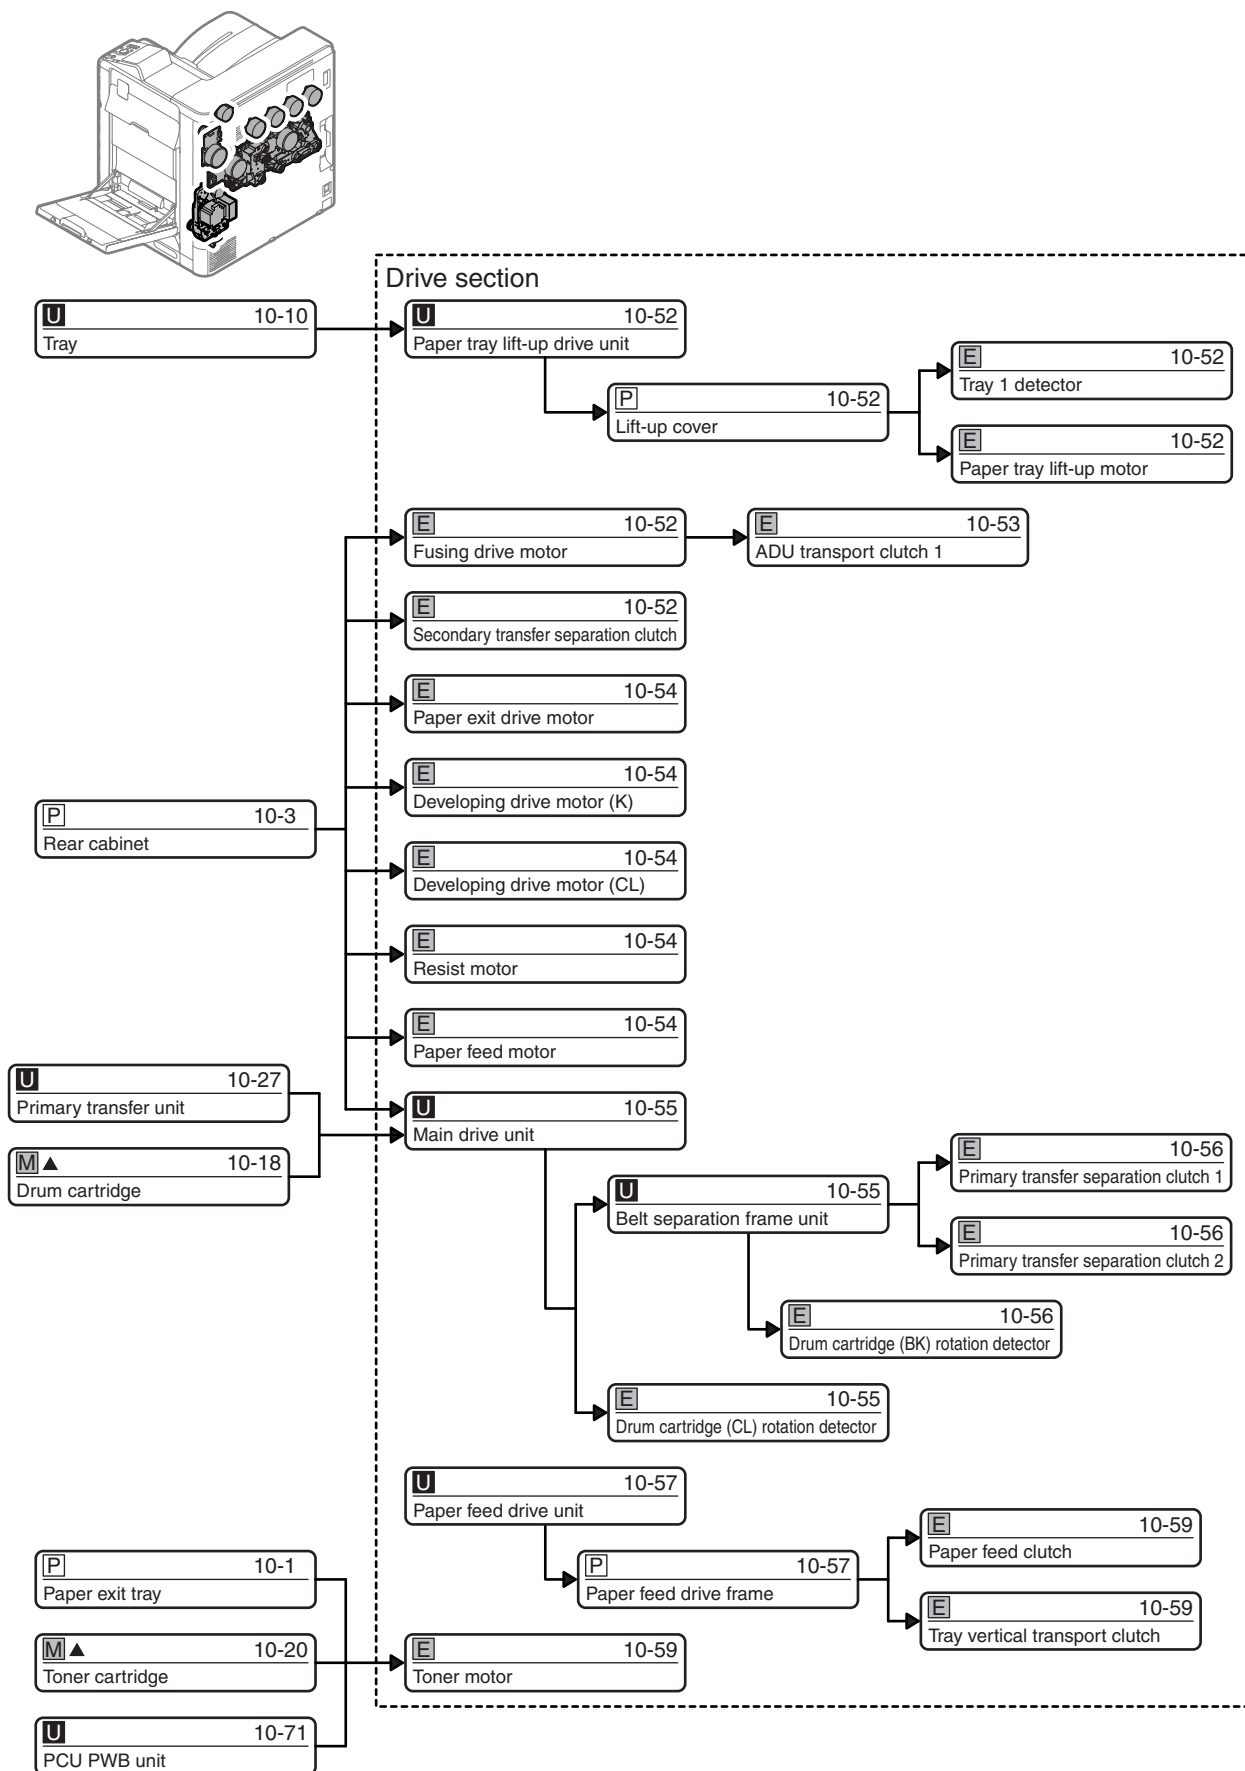 Drive section
U 10-10
Tray
U 10-52
Paper tray lift-up drive unit
E 10-52
Tray 1 detector
P 10-52
Lift-up cover
E 10-52
Paper tray lift-up motor
E 10-52
Fusing drive motor
E 10-53
ADU transport clutch 1
E 10-52
Secondary transfer separation clutch
E 10-54
Paper exit drive motor
E 10-54
Developing drive motor (K)
P 10-3
Rear cabinet
E 10-54
Developing drive motor (CL)
E 10-54
Resist motor
E 10-54
Paper feed motor
U 10-27
Primary transfer unit
U 10-55
Main drive unit
M ▲ 10-18
Drum cartridge
E 10-56
Primary transfer separation clutch 1
U 10-55
Belt separation frame unit
E 10-56
Primary transfer separation clutch 2
E 10-56
Drum cartridge (BK) rotation detector
E 10-55
Drum cartridge (CL) rotation detector
U 10-57
Paper feed drive unit
E 10-59
Paper feed clutch
P 10-1
Paper exit tray
P 10-57
Paper feed drive frame
E 10-59
Tray vertical transport clutch
M ▲ 10-20
Toner cartridge
E 10-59
Toner motor
U 10-71
PCU PWB unit